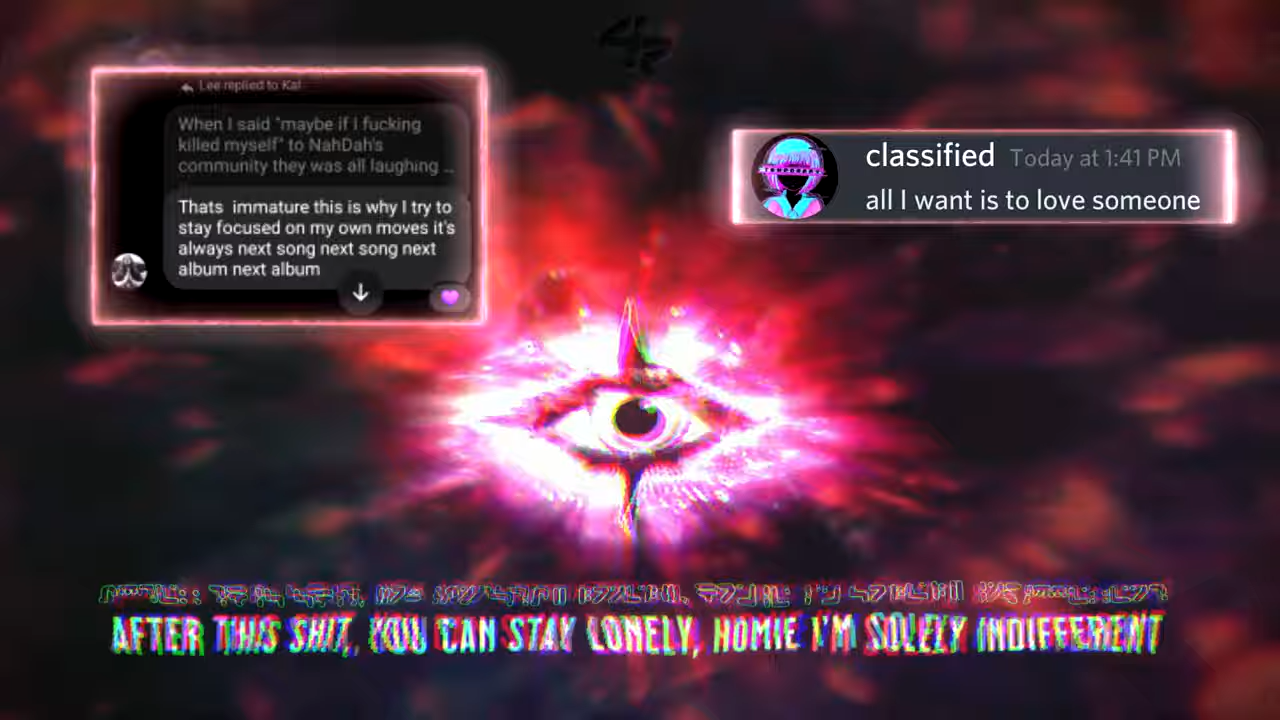 Lee replied to Kal
When I said "maybe if I fucking
killed myself" to NahDah's
community they was all laughing ...
Thats immature this is why I try to
stay focused on my own moves it's
always next song next song next
album next album
classified Today at 1:41 PM
all I want is to love someone
AFTER THIS SHIT, YOU CAN STAY LONELY, HOMIE I'M SOLELY INDIFFERENT